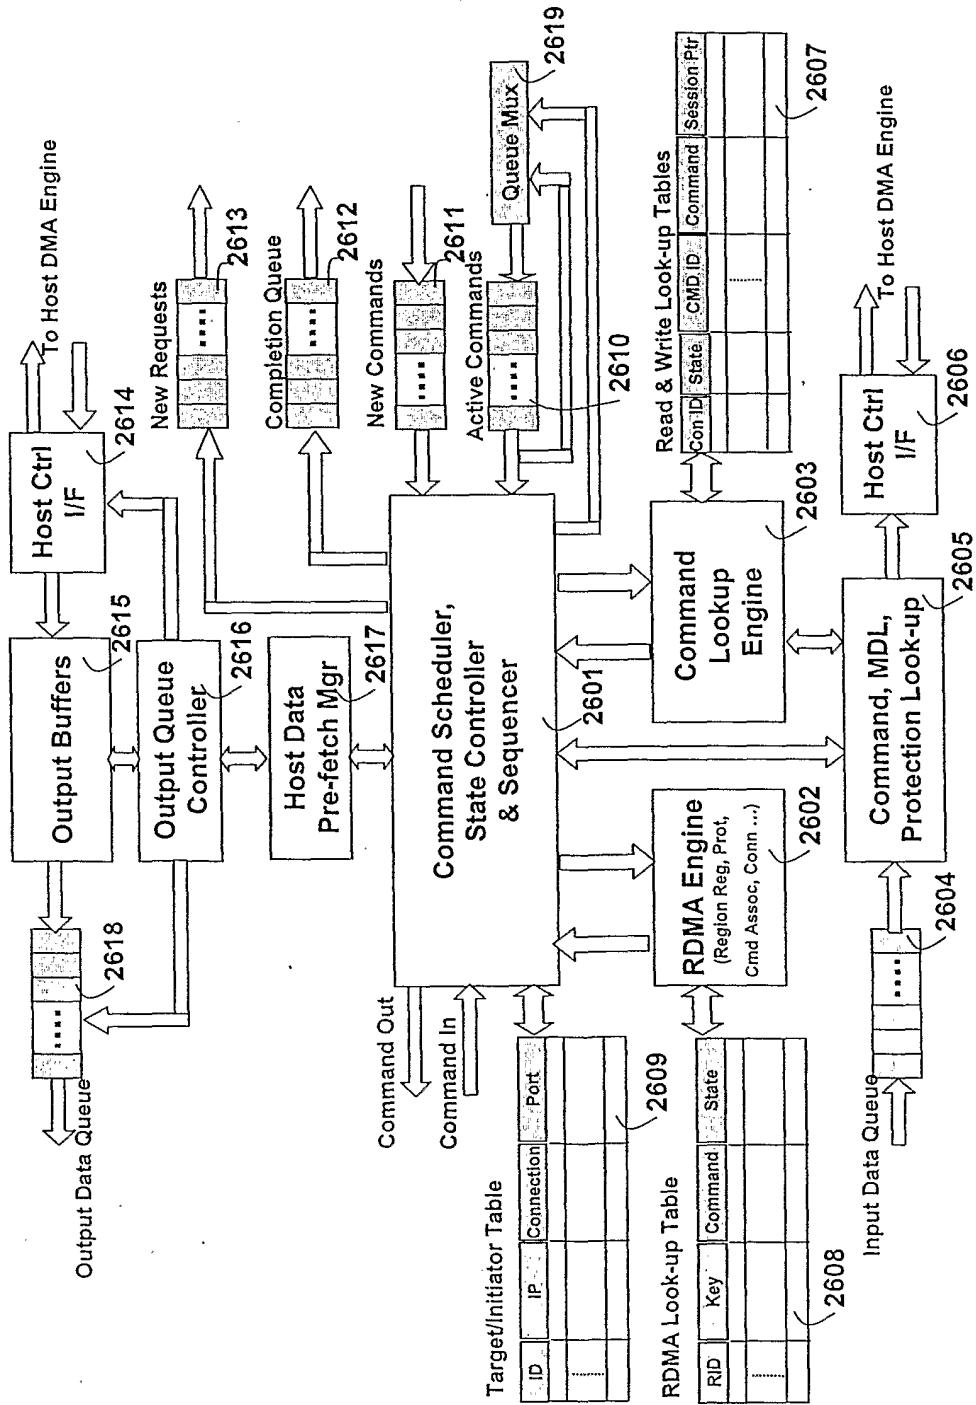 To Host DMA Engine
Host Ctrl
I/F
2614
Output Buffers
2615
2618
Output Data Queue
Output Queue
Controller
2616
New Requests
2613
Host Data
Pre-fetch Mgr
2617
Completion Queue
2612
New Commands
2611
Command Out
Command In
Command Scheduler,
State Controller
& Sequencer
2601
Active Commands
2610
Queue Mux
2619
Target/Initiator Table
ID IP Connection Port
2609
RDMA Look-up Table
RID Key Command State
2608
RDMA Engine
(Region Reg, Prot,
Cmd Assoc, Conn ...)
2602
Command
Lookup
Engine
2603
Read & Write Look-up Tables
Con ID State CMD ID Command Session Ptr
2607
Input Data Queue
2604
Command, MDL,
Protection Look-up
2605
Host Ctrl
I/F
2606
To Host DMA Engine